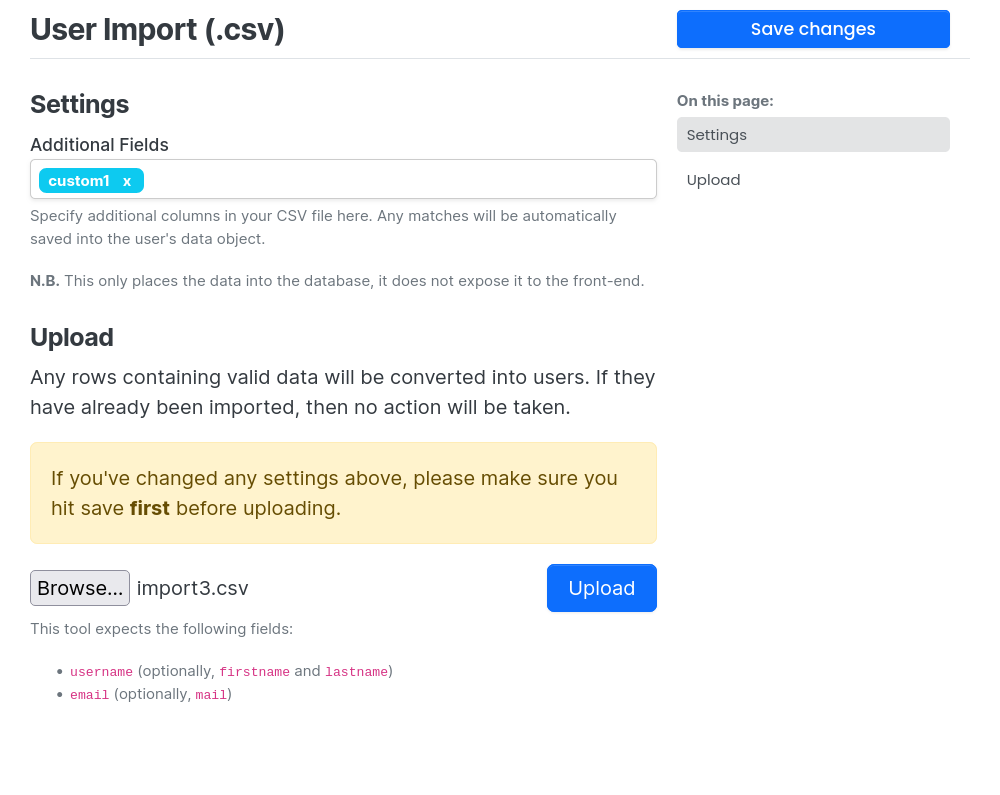 User Import (.csv)
Save changes
Settings
Additional Fields
custom1 x
Specify additional columns in your CSV file here. Any matches will be automatically
saved into the user's data object.
N.B. This only places the data into the database, it does not expose it to the front-end.
On this page:
Settings
Upload
Upload
Any rows containing valid data will be converted into users. If they
have already been imported, then no action will be taken.
If you've changed any settings above, please make sure you
hit save first before uploading.
Browse... import3.csv
Upload
This tool expects the following fields:
• username (optionally, firstname and lastname)
• email (optionally, mail)